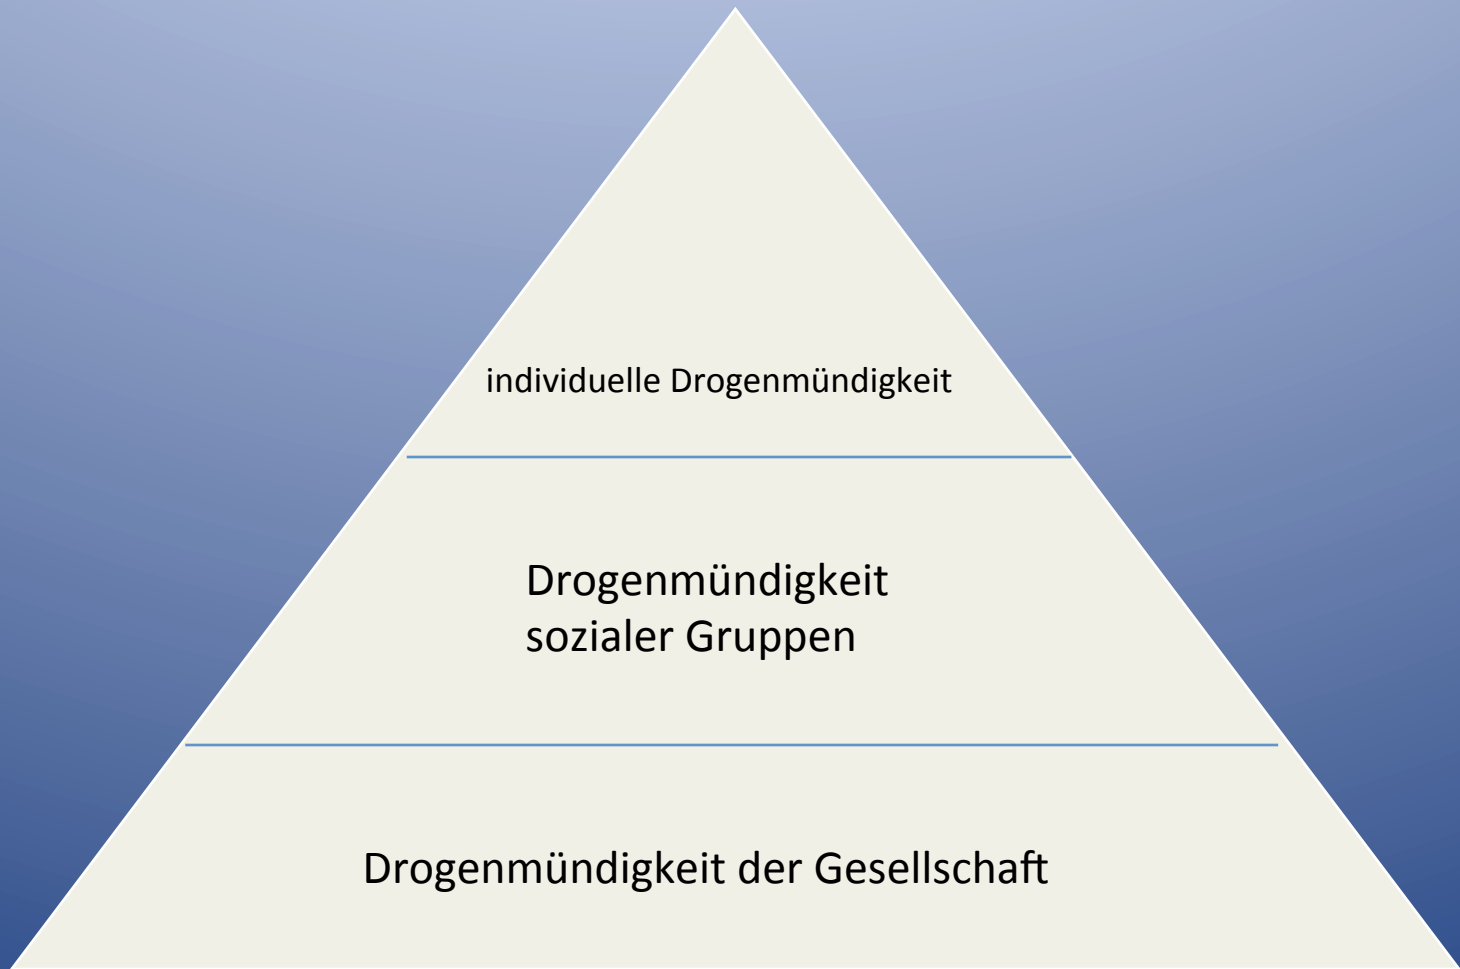 individuelle Drogenmündigkeit
Drogenmündigkeit
sozialer Gruppen
Drogenmündigkeit der Gesellschaft